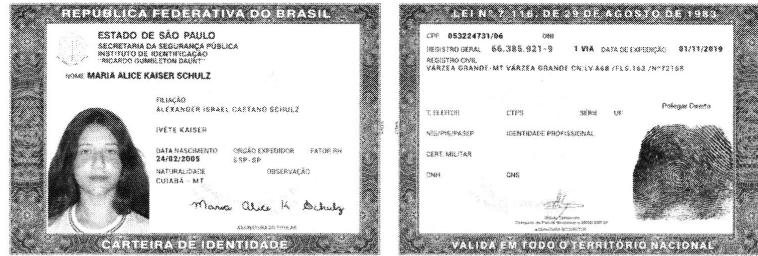 REPÚBLICA FEDERATIVA DO BRASIL
ESTADO DE SÃO PAULO
SECRETARIA DA SEGURANÇA PÚBLICA
INSTITUTO DE IDENTIFICAÇÃO
"RICARDO GUMBLETON DAUNT"
NOME MARIA ALICE KAISER SCHULZ
FILIAÇÃO
ALEXANDER ISRAEL CAETANO SCHULZ
IVETE KAISER
DATA NASCIMENTO ORGÃO EXPEDIDOR FATOR RH
24/02/2005 SSP-SP
NATURALIDADE OBSERVAÇÃO
CUIABÁ - MT
Maria Alice K Schulz
ASSINATURA DO TITULAR
CARTEIRA DE IDENTIDADE
LEI Nº 7.116, DE 29 DE AGOSTO DE 1983
CPF 053224731/06 DNI
REGISTRO GERAL 66.385.921-9 1 VIA DATA DE EXPEDIÇÃO 01/11/2019
REGISTRO CIVIL
VÁRZEA GRANDE-MT VÁRZEA GRANDE CN:LV.A68 /FLS.163 /Nº72168
T. ELEITOR CTPS SÉRIE UF Polegar Direito
NIS/PIS/PASEP IDENTIDADE PROFISSIONAL
CERT. MILITAR
CNH CNS
VÁLIDA EM TODO O TERRITÓRIO NACIONAL